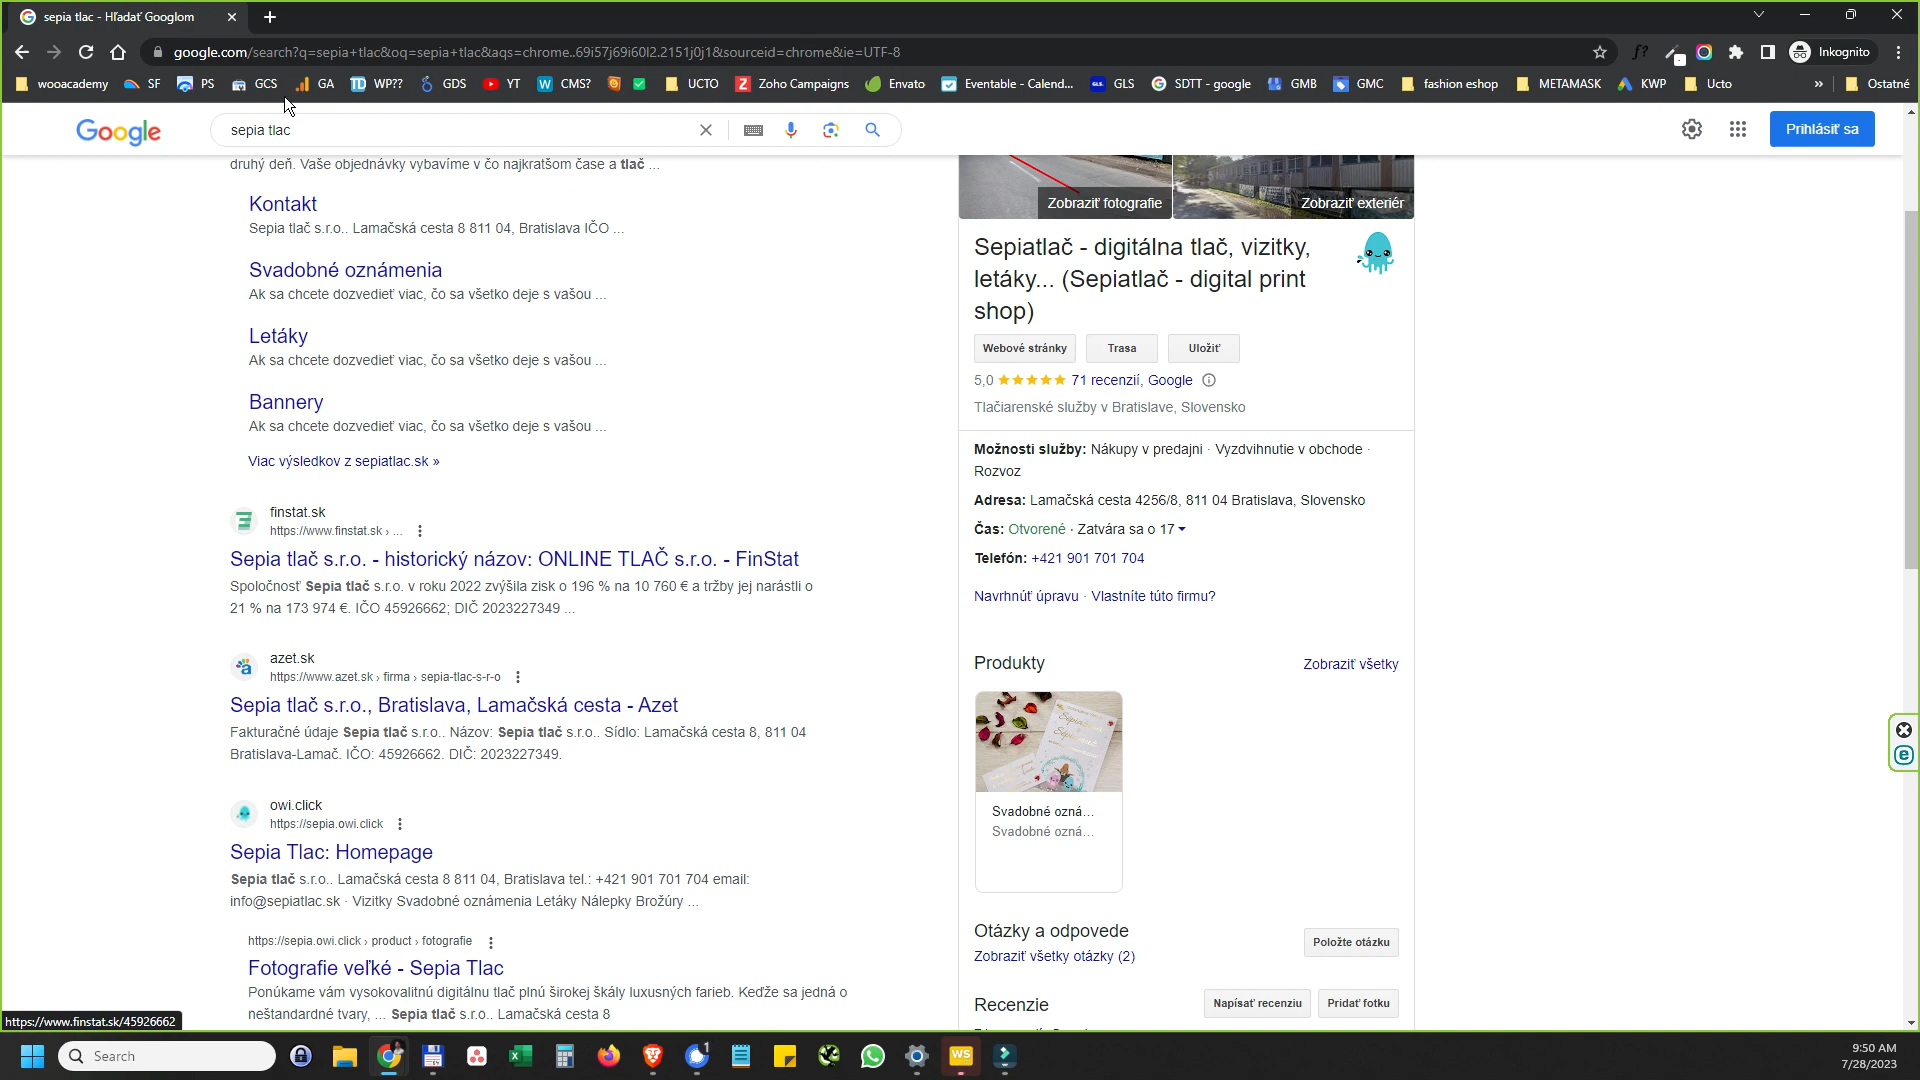 sepia tlac - Hľadať Googlom
google.com/search?q=sepia+tlac&oq=sepia+tlac&aqs=chrome..69i57j69i60l2.2151j0j1&sourceid=chrome&ie=UTF-8
Inkognito
wooacademy SF PS GCS GA WP?? GDS YT CMS? UCTO Zoho Campaigns Envato Eventable - Calend... GLS SDTT - google GMB GMC fashion eshop METAMASK KWP Ucto » Ostatné
Google
sepia tlac
Prihlásiť sa
druhý deň. Vaše objednávky vybavíme v čo najkratšom čase a tlač ...
Kontakt
Sepia tlač s.r.o.. Lamačská cesta 8 811 04, Bratislava IČO ...
Svadobné oznámenia
Ak sa chcete dozvedieť viac, čo sa všetko deje s vašou ...
Letáky
Ak sa chcete dozvedieť viac, čo sa všetko deje s vašou ...
Bannery
Ak sa chcete dozvedieť viac, čo sa všetko deje s vašou ...
Viac výsledkov z sepiatlac.sk »
finstat.sk
https://www.finstat.sk › ...
Sepia tlač s.r.o. - historický názov: ONLINE TLAČ s.r.o. - FinStat
Spoločnosť Sepia tlač s.r.o. v roku 2022 zvýšila zisk o 196 % na 10 760 € a tržby jej narástli o
21 % na 173 974 €. IČO 45926662; DIČ 2023227349 ...
azet.sk
https://www.azet.sk › firma › sepia-tlac-s-r-o
Sepia tlač s.r.o., Bratislava, Lamačská cesta - Azet
Fakturačné údaje Sepia tlač s.r.o.. Názov: Sepia tlač s.r.o.. Sídlo: Lamačská cesta 8, 811 04
Bratislava-Lamač. IČO: 45926662. DIČ: 2023227349.
owi.click
https://sepia.owi.click
Sepia Tlac: Homepage
Sepia tlač s.r.o.. Lamačská cesta 8 811 04, Bratislava tel.: +421 901 701 704 email:
info@sepiatlac.sk · Vizitky Svadobné oznámenia Letáky Nálepky Brožúry ...
https://sepia.owi.click › product › fotografie
Fotografie veľké - Sepia Tlac
Ponúkame vám vysokovalitnú digitálnu tlač plnú širokej škály luxusných farieb. Keďže sa jedná o
neštandardné tvary, ... Sepia tlač s.r.o.. Lamačská cesta 8
https://www.finstat.sk/45926662
Zobraziť fotografie
Zobraziť exteriér
Sepiatlač - digitálna tlač, vizitky,
letáky... (Sepiatlač - digital print
shop)
Webové stránky
Trasa
Uložiť
5,0 71 recenzií, Google
Tlačiarenské služby v Bratislave, Slovensko
Možnosti služby: Nákupy v predajni · Vyzdvihnutie v obchode ·
Rozvoz
Adresa: Lamačská cesta 4256/8, 811 04 Bratislava, Slovensko
Čas: Otvorené · Zatvára sa o 17
Telefón: +421 901 701 704
Navrhnúť úpravu · Vlastníte túto firmu?
Produkty
Zobraziť všetky
Svadobné ozná...
Svadobné ozná...
Otázky a odpovede
Zobraziť všetky otázky (2)
Položte otázku
Recenzie
Napísať recenziu
Pridať fotku
Search
WS
9:50 AM
7/28/2023